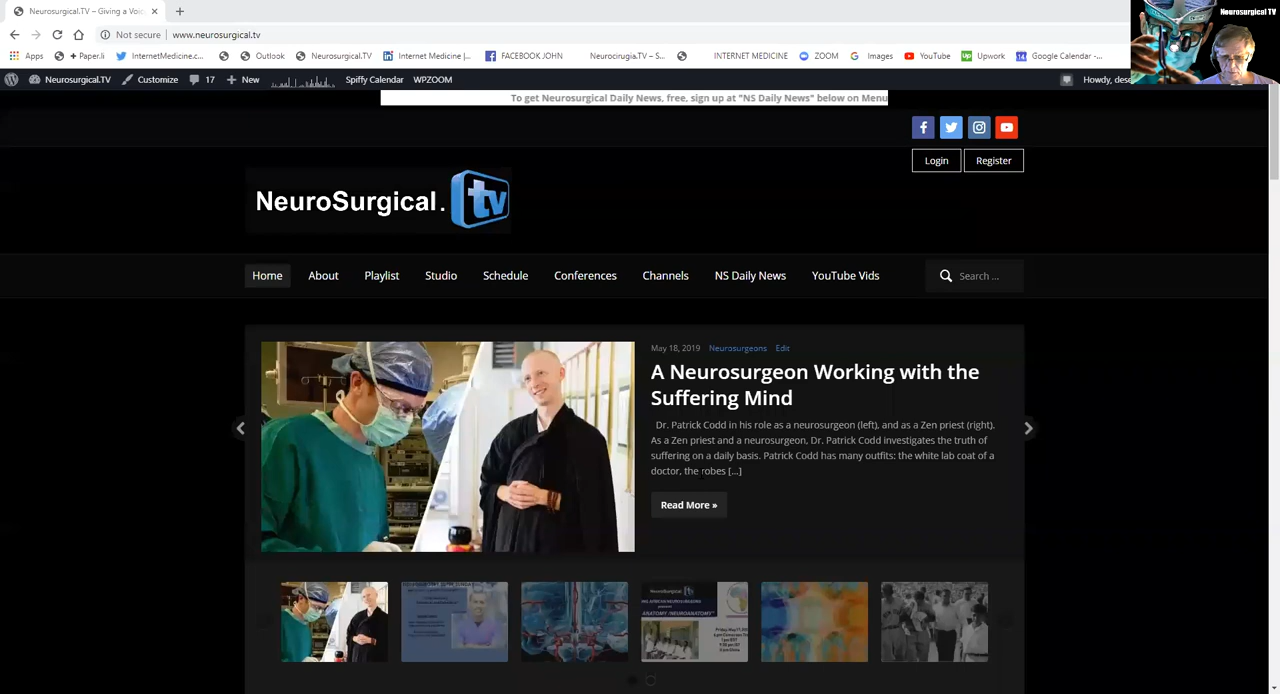 Neurosurgical.TV – Giving a Voic
Neurosurgical TV
Not secure
www.neurosurgical.tv
Apps
+ Paper.li
InternetMedicine.c...
Outlook
Neurosurgical.TV
Internet Medicine |...
FACEBOOK JOHN
Neurocirugia.TV – S...
INTERNET MEDICINE
ZOOM
Images
YouTube
Upwork
Google Calendar -...
Neurosurgical.TV
Customize
17
New
Spiffy Calendar
WPZOOM
Howdy, dese
To get Neurosurgical Daily News, free, sign up at "NS Daily News" below on Menu
Login
Register
NeuroSurgical.tv
Home
About
Playlist
Studio
Schedule
Conferences
Channels
NS Daily News
YouTube Vids
Search ...
May 18, 2019 Neurosurgeons Edit
A Neurosurgeon Working with the
Suffering Mind
Dr. Patrick Codd in his role as a neurosurgeon (left), and as a Zen priest (right).
As a Zen priest and a neurosurgeon, Dr. Patrick Codd investigates the truth of
suffering on a daily basis. Patrick Codd has many outfits: the white lab coat of a
doctor, the robes [...]
Read More »
NeuroSurgical
ANATOMY/NEUROANATOMY"